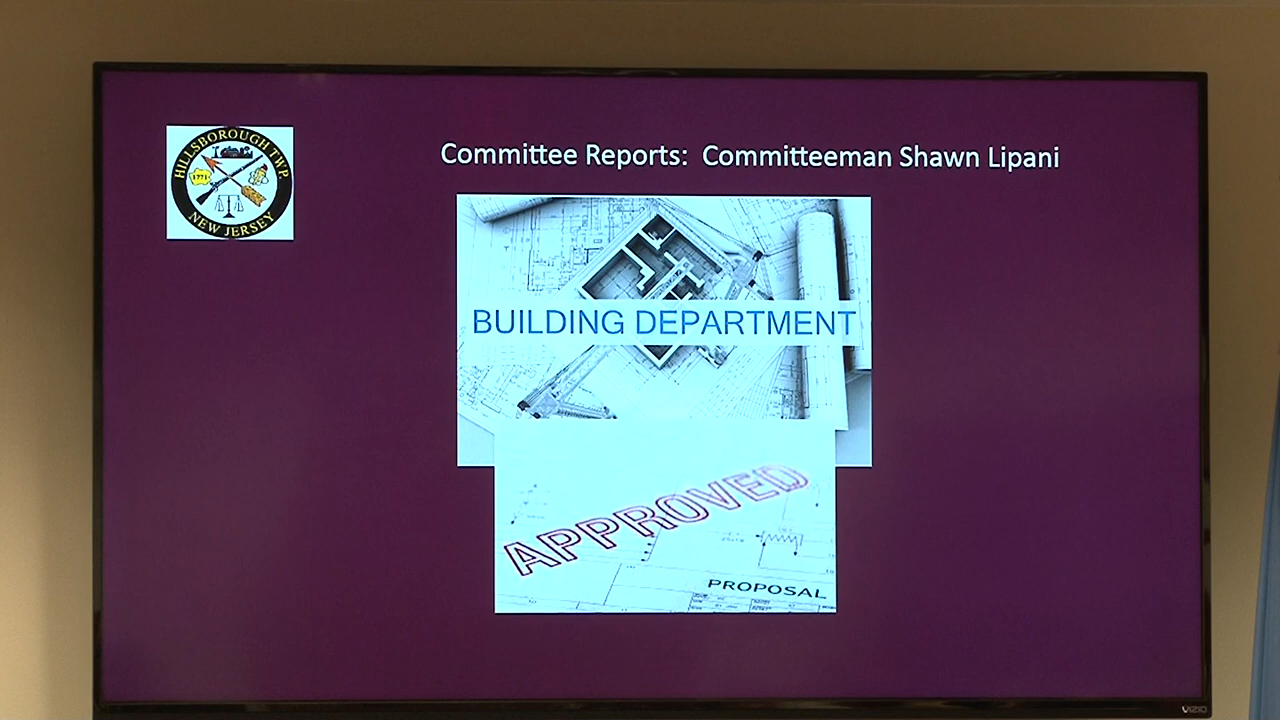 HILLSBOROUGH TWP.
1771
NEW JERSEY
Committee Reports: Committeeman Shawn Lipani
BUILDING DEPARTMENT
APPROVED
PROPOSAL
VIZIO